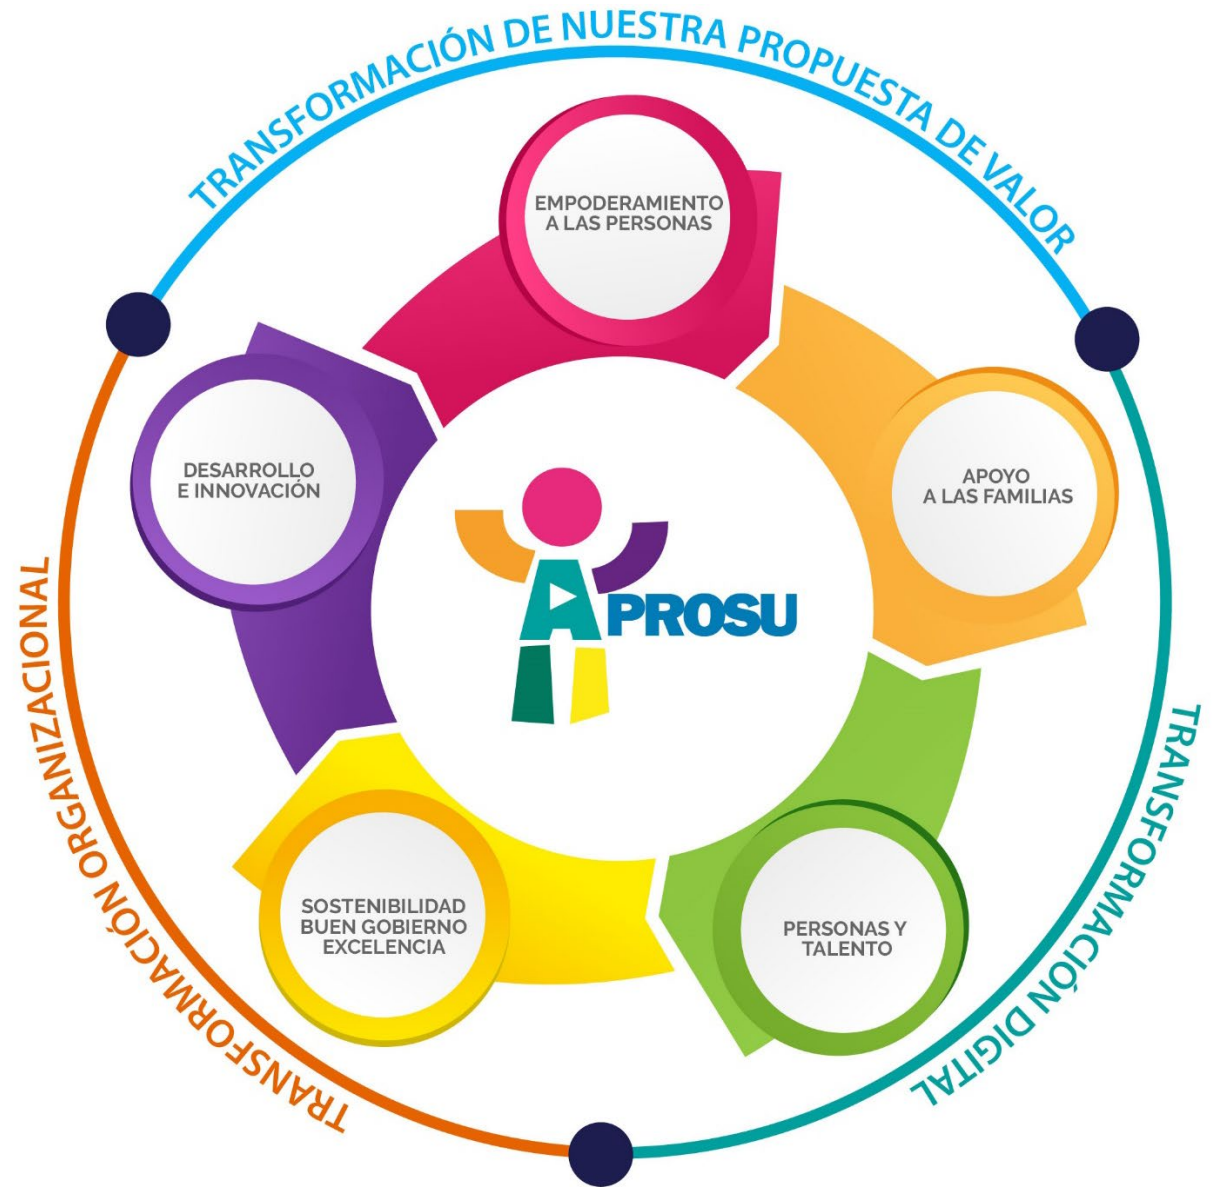 TRANSFORMACIÓN DE NUESTRA PROPUESTA DE VALOR
EMPODERAMIENTO
A LAS PERSONAS
APOYO
A LAS FAMILIAS
PERSONAS Y
TALENTO
SOSTENIBILIDAD
BUEN GOBIERNO
EXCELENCIA
DESARROLLO
E INNOVACIÓN
APROSU
TRANSFORMACIÓN DIGITAL
TRANSFORMACIÓN ORGANIZACIONAL